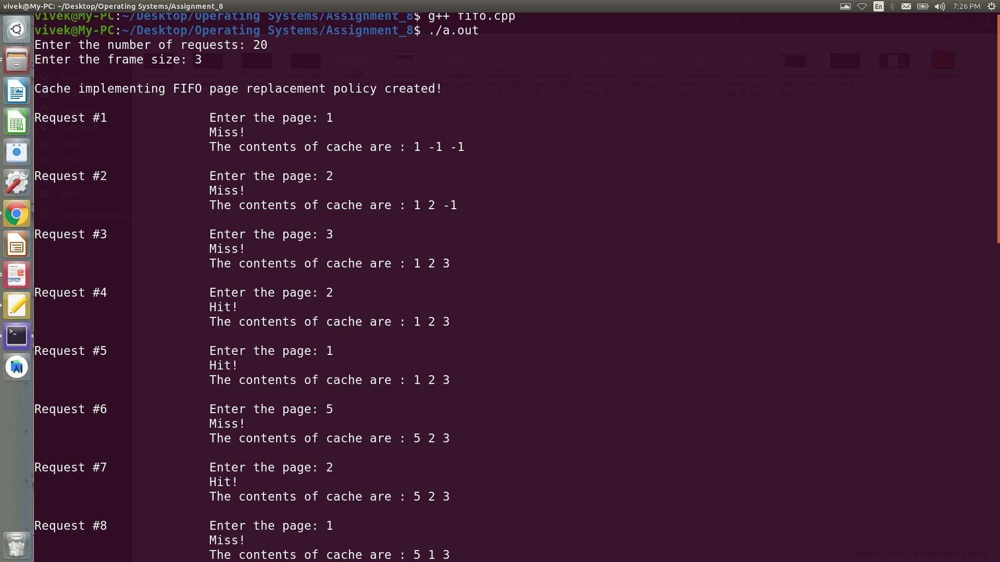 vivek@My-PC: ~/Desktop/Operating Systems/Assignment_8
En
7:26 PM
vivek@My-PC:~/Desktop/Operating Systems/Assignment_8$ g++ fifo.cpp
vivek@My-PC:~/Desktop/Operating Systems/Assignment_8$ ./a.out
Enter the number of requests: 20
Enter the frame size: 3
Cache implementing FIFO page replacement policy created!
Request #1 Enter the page: 1
Miss!
The contents of cache are : 1 -1 -1
Request #2 Enter the page: 2
Miss!
The contents of cache are : 1 2 -1
Request #3 Enter the page: 3
Miss!
The contents of cache are : 1 2 3
Request #4 Enter the page: 2
Hit!
The contents of cache are : 1 2 3
Request #5 Enter the page: 1
Hit!
The contents of cache are : 1 2 3
Request #6 Enter the page: 5
Miss!
The contents of cache are : 5 2 3
Request #7 Enter the page: 2
Hit!
The contents of cache are : 5 2 3
Request #8 Enter the page: 1
Miss!
The contents of cache are : 5 1 3
Home
Downloads
Music
Pictures
Trash